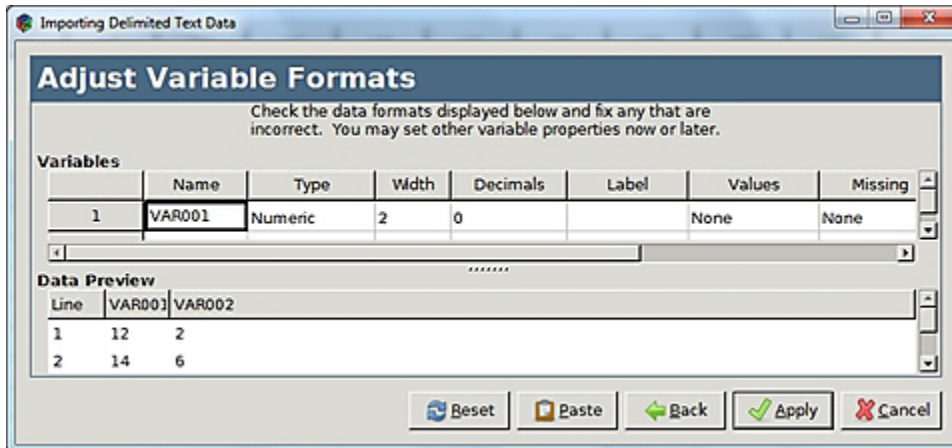 Importing Delimited Text Data
Adjust Variable Formats
Check the data formats displayed below and fix any that are
incorrect. You may set other variable properties now or later.
Variables
Name Type Width Decimals Label Values Missing
1 VAR001 Numeric 2 0 None None
Data Preview
Line VAR001 VAR002
1 12 2
2 14 6
Reset Paste Back Apply Cancel